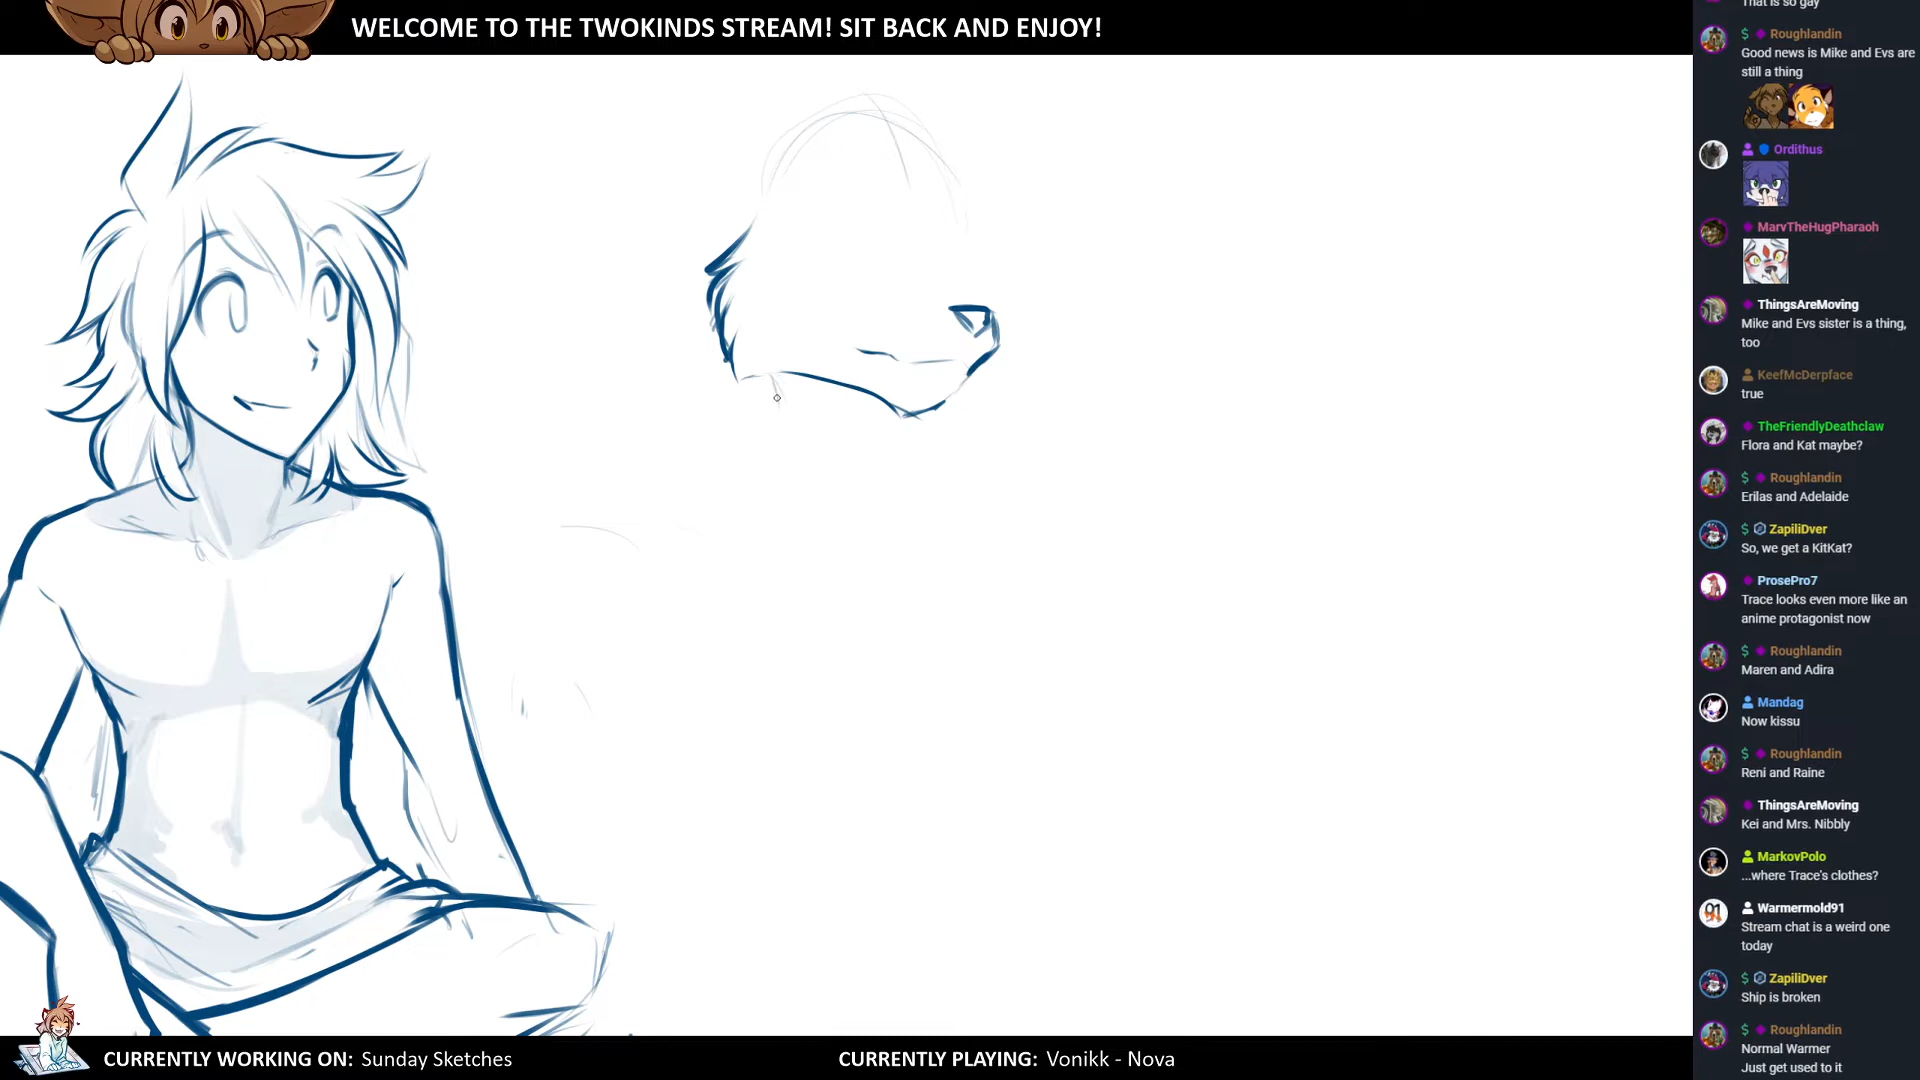 WELCOME TO THE TWOKINDS STREAM! SIT BACK AND ENJOY!
That is so gay
Roughlandin
Good news is Mike and Evs are
still a thing
Ordithus
MarvTheHugPharaoh
ThingsAreMoving
Mike and Evs sister is a thing,
too
KeefMcDerpface
true
TheFriendlyDeathclaw
Flora and Kat maybe?
$ Roughlandin
Erilas and Adelaide
$ ZapiliDver
So, we get a KitKat?
ProsePro7
Trace looks even more like an
anime protagonist now
$ Roughlandin
Maren and Adira
Mandag
Now kissu
$ Roughlandin
Reni and Raine
ThingsAreMoving
Kei and Mrs. Nibbly
MarkovPolo
...where Trace's clothes?
Warmermold91
Stream chat is a weird one
today
$ ZapiliDver
Ship is broken
$ Roughlandin
Normal Warmer
Just get used to it
CURRENTLY WORKING ON: Sunday Sketches
CURRENTLY PLAYING: Vonikk - Nova